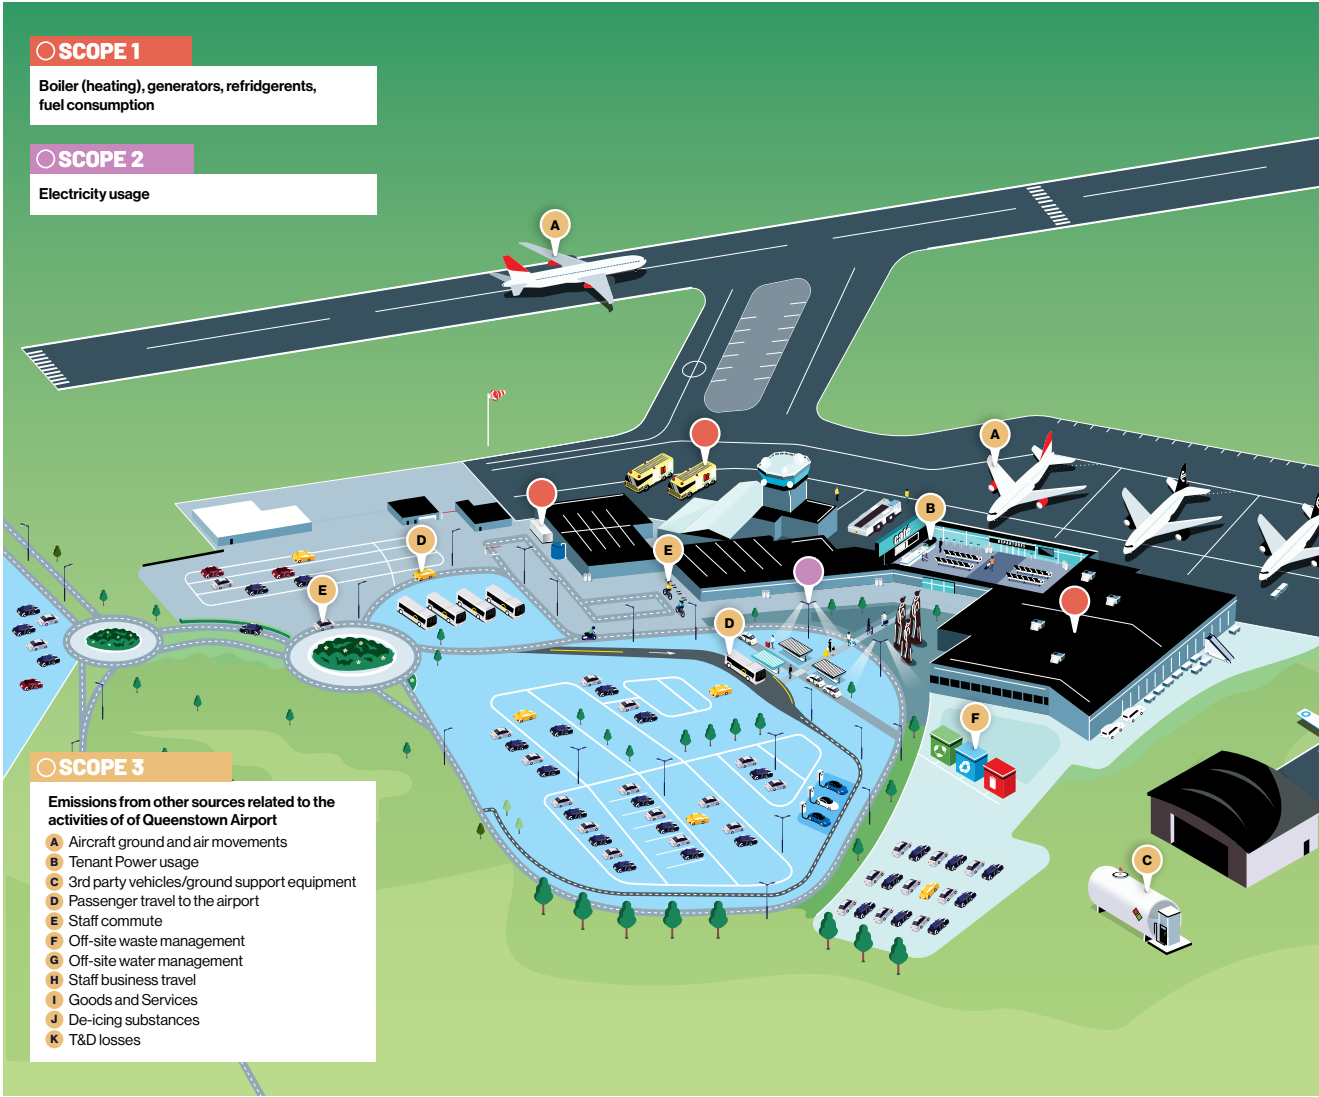 SCOPE 1
Boiler (heating), generators, refridgerents,
fuel consumption
SCOPE 2
Electricity usage
A
A
B
D
E
E
D
F
C
SCOPE 3
Emissions from other sources related to the
activities of of Queenstown Airport
A Aircraft ground and air movements
B Tenant Power usage
C 3rd party vehicles/ground support equipment
D Passenger travel to the airport
E Staff commute
F Off-site waste management
G Off-site water management
H Staff business travel
I Goods and Services
J De-icing substances
K T&D losses